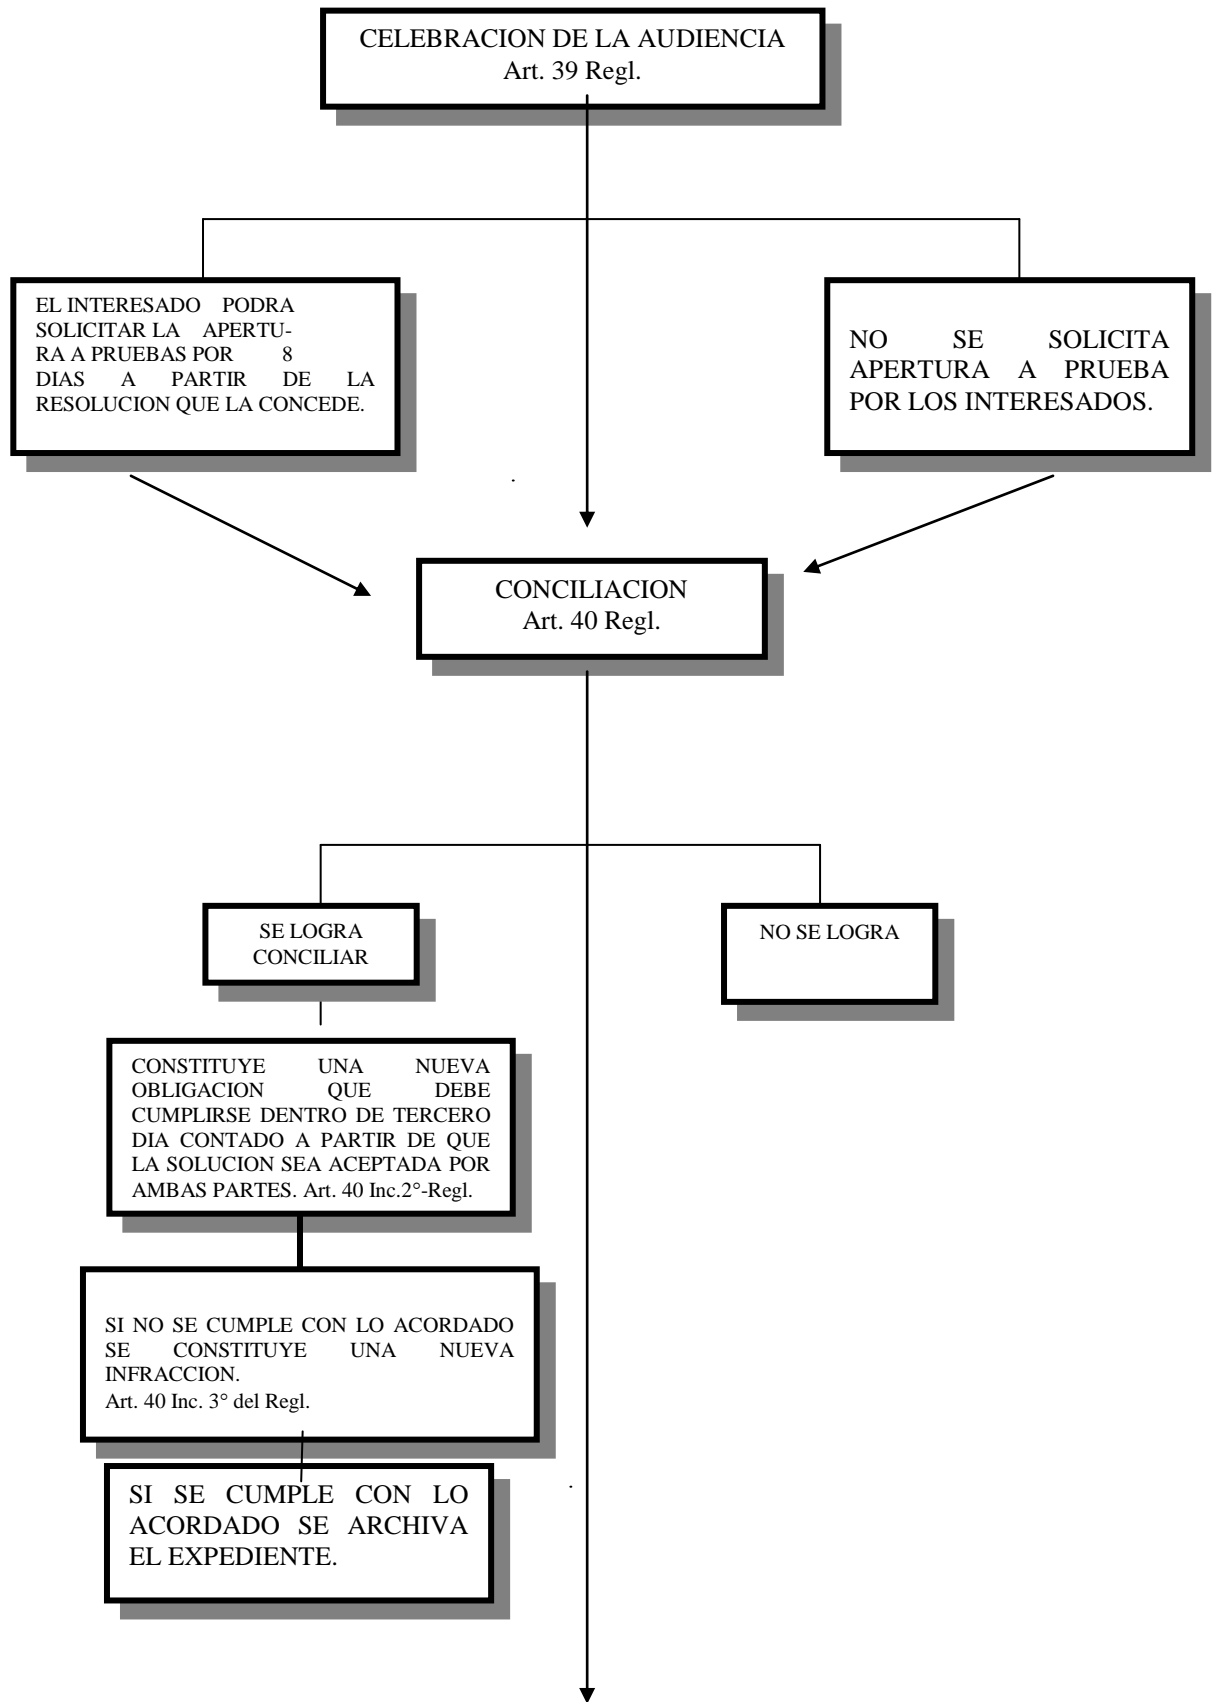 CELEBRACION DE LA AUDIENCIA
Art. 39 Regl.
EL INTERESADO PODRA
SOLICITAR LA APERTU-
RA A PRUEBAS POR 8
DIAS A PARTIR DE LA
RESOLUCION QUE LA CONCEDE.
NO SE SOLICITA
APERTURA A PRUEBA
POR LOS INTERESADOS.
CONCILIACION
Art. 40 Regl.
SE LOGRA
CONCILIAR
NO SE LOGRA
CONSTITUYE UNA NUEVA
OBLIGACION QUE DEBE
CUMPLIRSE DENTRO DE TERCERO
DIA CONTADO A PARTIR DE QUE
LA SOLUCION SEA ACEPTADA POR
AMBAS PARTES. Art. 40 Inc.2°-Regl.
SI NO SE CUMPLE CON LO ACORDADO
SE CONSTITUYE UNA NUEVA
INFRACCION.
Art. 40 Inc. 3° del Regl.
SI SE CUMPLE CON LO
ACORDADO SE ARCHIVA
EL EXPEDIENTE.